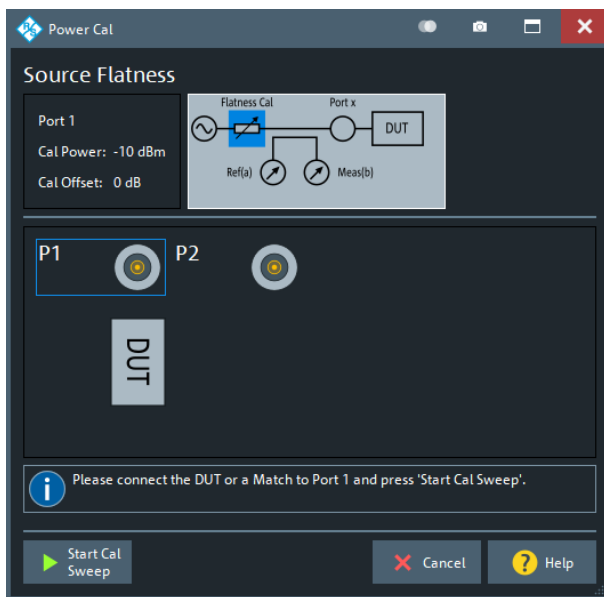 Power Cal
Source Flatness
Port 1
Cal Power: -10 dBm
Cal Offset: 0 dB
Flatness Cal
Port x
DUT
Ref(a)
Meas(b)
P1
P2
DUT
Please connect the DUT or a Match to Port 1 and press 'Start Cal Sweep'.
Start Cal
Sweep
Cancel
Help